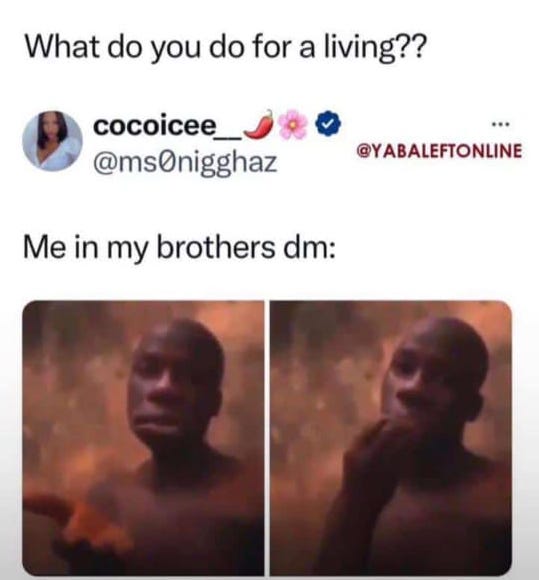 What do you do for a living??
cocoicee__🌶️🌸
@ms0nigghaz
@YABALEFTONLINE
Me in my brothers dm: